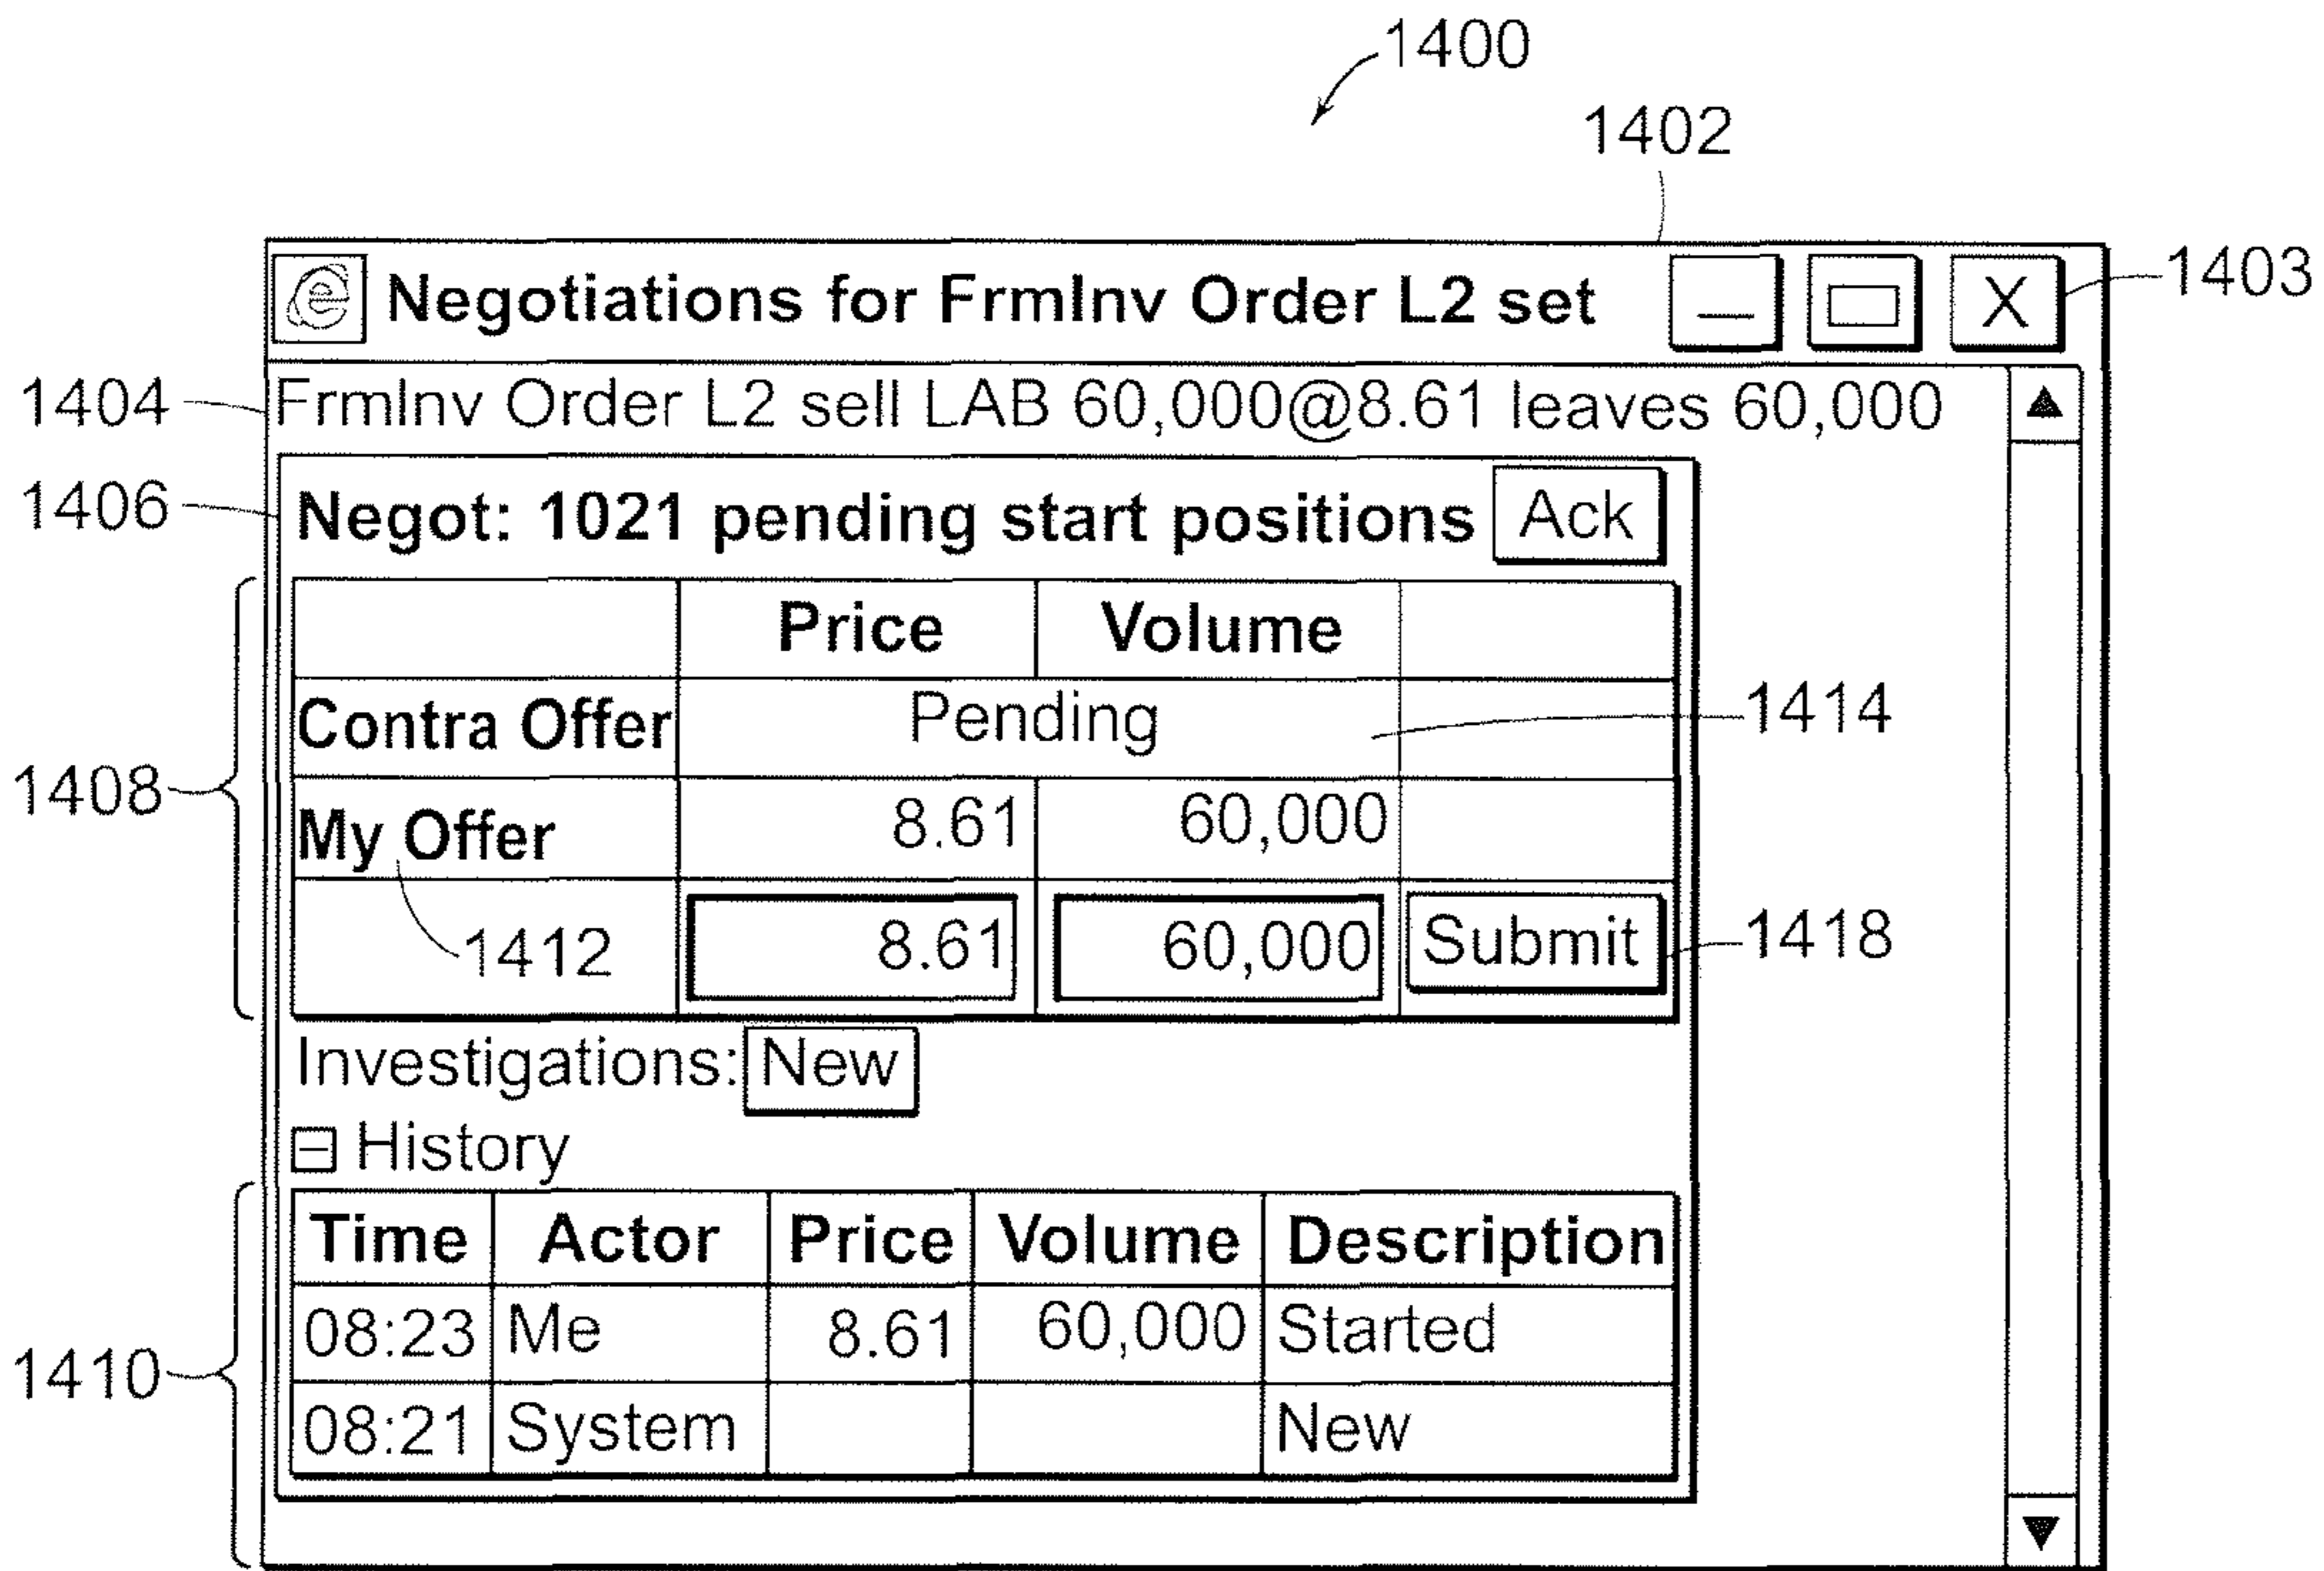 1400
1402
Negotiations for FrmInv Order L2 set X 1403
1404 FrmInv Order L2 sell LAB 60,000@8.61 leaves 60,000
1406 Negot: 1021 pending start positions Ack
Price Volume
Contra Offer Pending 1414
1408
My Offer 8.61 60,000
1412 8.61 60,000 Submit 1418
Investigations: New
History
Time Actor Price Volume Description
08:23 Me 8.61 60,000 Started
1410
08:21 System New